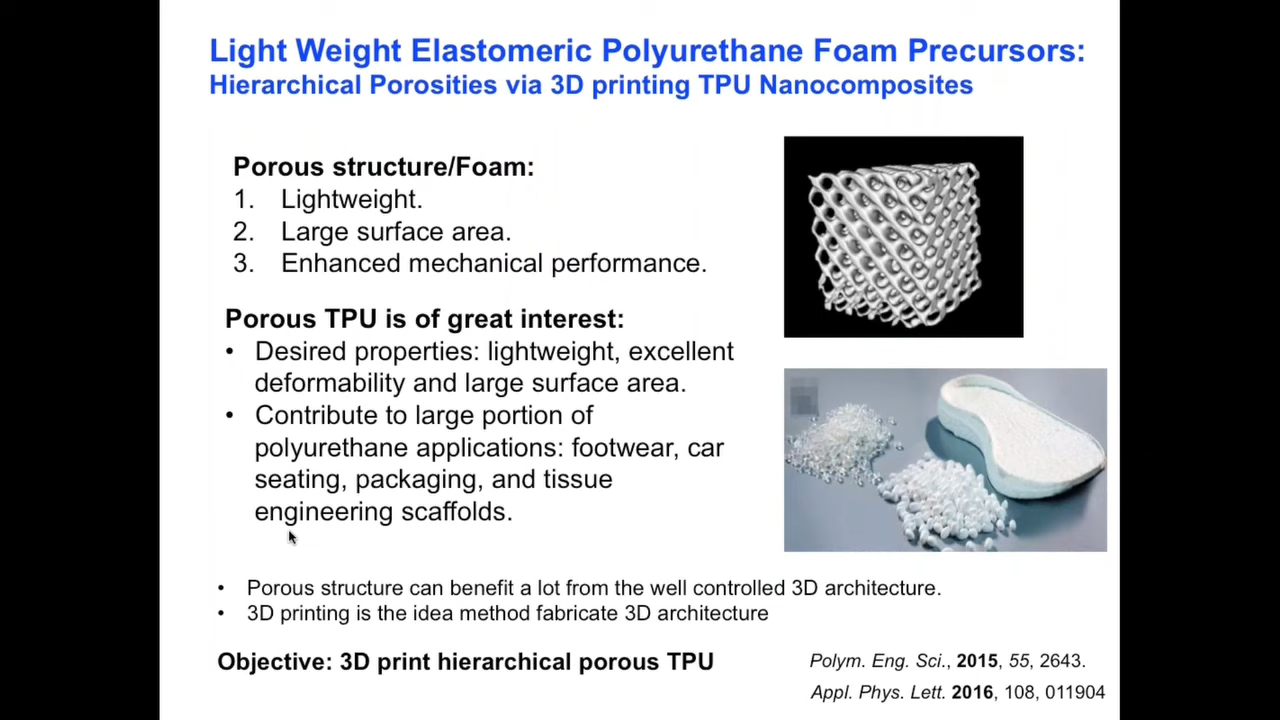 Light Weight Elastomeric Polyurethane Foam Precursors:
Hierarchical Porosities via 3D printing TPU Nanocomposites
Porous structure/Foam:
1. Lightweight.
2. Large surface area.
3. Enhanced mechanical performance.
Porous TPU is of great interest:
• Desired properties: lightweight, excellent
deformability and large surface area.
• Contribute to large portion of
polyurethane applications: footwear, car
seating, packaging, and tissue
engineering scaffolds.
• Porous structure can benefit a lot from the well controlled 3D architecture.
• 3D printing is the idea method fabricate 3D architecture
Objective: 3D print hierarchical porous TPU
Polym. Eng. Sci., 2015, 55, 2643.
Appl. Phys. Lett. 2016, 108, 011904